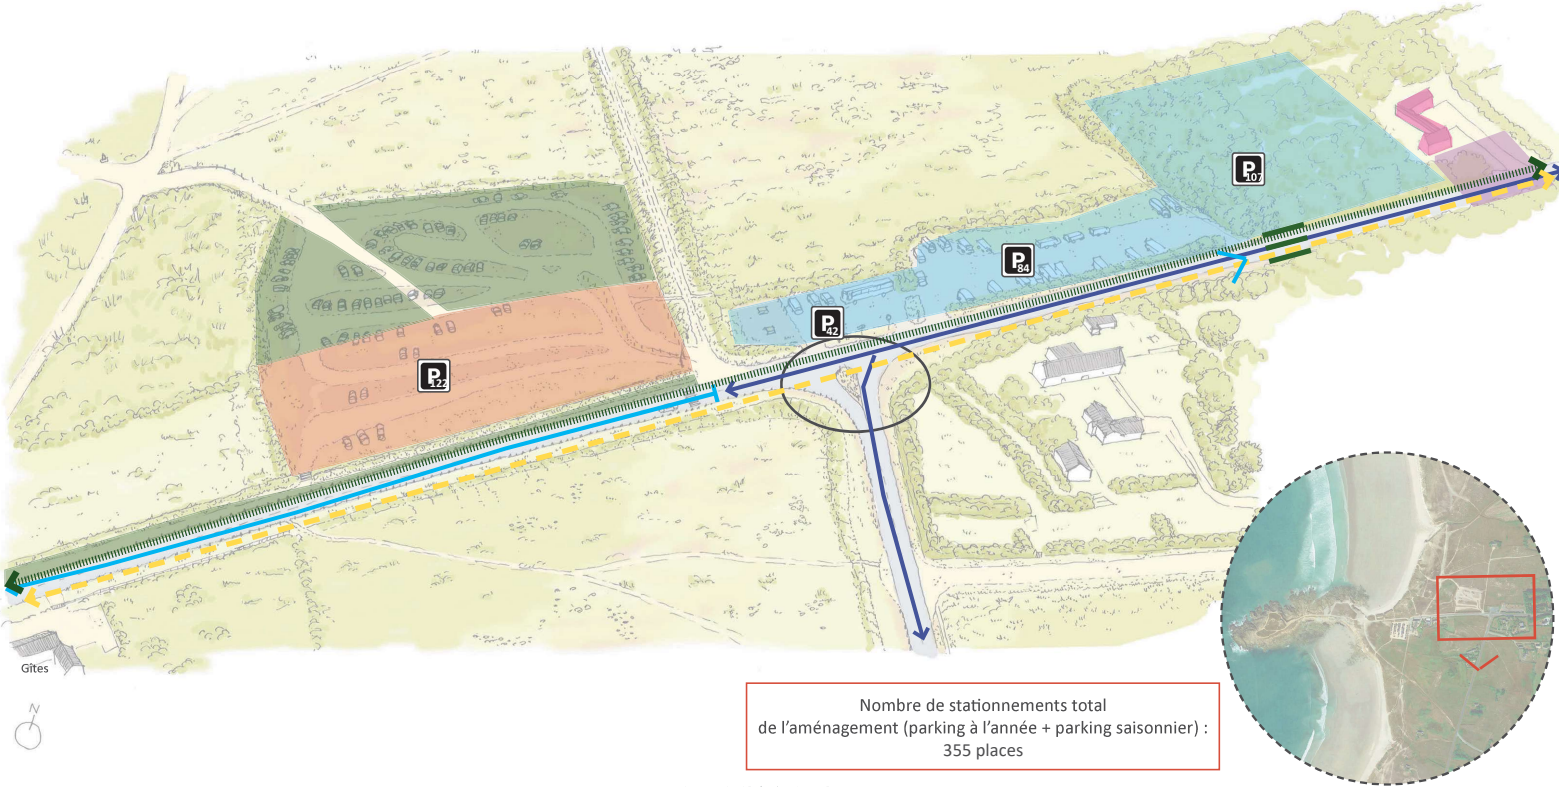 P
107
P
84
P
42
P
122
Gîtes
N
Nombre de stationnements total
de l'aménagement (parking à l'année + parking saisonnier) :
355 places